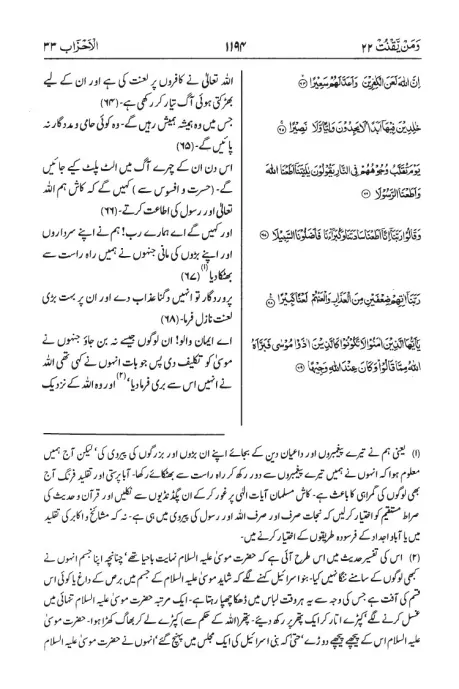 وَمَنْ يَّقْنُتْ ٢٢
١١٩٤
الْاَحْزَاب ٣٣
اِنَّ اللهَ لَعَنَ الْكٰفِرِيْنَ وَاَعَدَّ لَهُمْ سَعِيْرًا
خٰلِدِيْنَ فِيْهَآ اَبَدًا لَا يَجِدُوْنَ وَلِيًّا وَّلَا نَصِيْرًا
يَوْمَ تُقَلَّبُ وُجُوْهُهُمْ فِى النَّارِ يَقُوْلُوْنَ يٰلَيْتَنَآ اَطَعْنَا اللهَ
وَاَطَعْنَا الرَّسُوْلَا
وَقَالُوْا رَبَّنَآ اِنَّآ اَطَعْنَا سَادَتَنَا وَكُبَرَآءَنَا فَاَضَلُّوْنَا السَّبِيْلَا
رَبَّنَآ اٰتِهِمْ ضِعْفَيْنِ مِنَ الْعَذَابِ وَالْعَنْهُمْ لَعْنًا كَبِيْرًا
يٰٓاَيُّهَا الَّذِيْنَ اٰمَنُوْا لَا تَكُوْنُوْا كَالَّذِيْنَ اٰذَوْا مُوْسٰى فَبَرَّاَهُ
اللهُ مِمَّا قَالُوْا وَكَانَ عِنْدَ اللهِ وَجِيْهًا
اللہ تعالیٰ نے کافروں پر لعنت کی ہے اور ان کے لیے
بھڑکتی ہوئی آگ تیار کر رکھی ہے۔(۶۴)
جس میں وہ ہمیشہ ہمیش رہیں گے۔ وہ کوئی حامی و مددگار نہ
پائیں گے۔(۶۵)
اس دن ان کے چہرے آگ میں الٹ پلٹ کیے جائیں
گے۔ (حسرت و افسوس سے) کہیں گے کہ کاش ہم اللہ
تعالیٰ اور رسول کی اطاعت کرتے۔(۶۶)
اور کہیں گے اے ہمارے رب! ہم نے اپنے سرداروں
اور اپنے بڑوں کی مانی جنہوں نے ہمیں راہ راست سے
بھٹکا دیا(۱)(۶۷)
پروردگار تو انہیں دگنا عذاب دے اور ان پر بہت بڑی
لعنت نازل فرما۔(۶۸)
اے ایمان والو! ان لوگوں جیسے نہ بن جاؤ جنہوں نے
موسیٰ کو تکلیف دی پس جو بات انہوں نے کہی تھی اللہ
نے انہیں اس سے بری فرما دیا،(۲) اور وہ اللہ کے نزدیک
(۱) یعنی ہم نے تیرے پیغمبروں اور داعیان دین کے بجائے اپنے ان بڑوں اور بزرگوں کی پیروی کی، لیکن آج ہمیں
معلوم ہوا کہ انہوں نے ہمیں تیرے پیغمبروں سے دور رکھ کر راہ راست سے بھٹکائے رکھا۔ آبا پرستی اور تقلید فرنگ آج
بھی لوگوں کی گمراہی کا باعث ہے۔ کاش مسلمان آیات الٰہی پر غور کر کے ان پگڈنڈیوں سے نکلیں اور قرآن و حدیث کی
صراط مستقیم کو اختیار کر لیں کہ نجات صرف اور صرف اللہ اور رسول کی پیروی میں ہی ہے۔ نہ کہ مشائخ و اکابر کی تقلید
میں یا آباو اجداد کے فرسودہ طریقوں کے اختیار کرنے میں۔
(۲) اس کی تفسیر حدیث میں اس طرح آئی ہے کہ حضرت موسیٰ علیہ السلام نہایت باحیا تھے، چنانچہ اپنا جسم انہوں نے
کبھی لوگوں کے سامنے ننگا نہیں کیا۔ بنو اسرائیل کہنے لگے کہ شاید موسیٰ علیہ السلام کے جسم میں برص کے داغ یا کوئی اس
قسم کی آفت ہے جس کی وجہ سے یہ ہر وقت لباس میں ڈھکا چھپا رہتا ہے۔ ایک مرتبہ حضرت موسیٰ علیہ السلام تنہائی میں
غسل کرنے لگے، کپڑے اتار کر ایک پتھر پر رکھ دیئے۔ پتھر (اللہ کے حکم سے) کپڑے لے کر بھاگ کھڑا ہوا۔ حضرت موسیٰ
علیہ السلام اس کے پیچھے پیچھے دوڑے، حتیٰ کہ بنی اسرائیل کی ایک مجلس میں پہنچ گئے، انہوں نے حضرت موسیٰ علیہ السلام